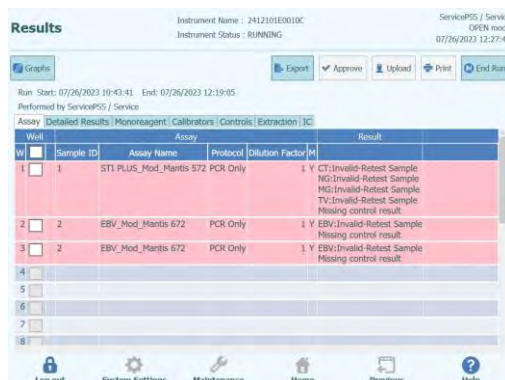 Results
Instrument Name : 2412101E0010C
Instrument Status : RUNNING
ServicePSS / Servic
OPEN mod
07/26/2023 12:27:4
Graphs
Export
Approve
Upload
Print
End Run
Run Start: 07/26/2023 10:43:41 End: 07/26/2023 12:19:05
Performed by ServicePSS / Service
Assay Detailed Results Monoreagent Calibrators Controls Extraction IC
Well Assay Result
W Sample ID Assay Name Protocol Dilution Factor M
1 1 STI PLUS_Mod_Mantis 572 PCR Only 1 Y CT:Invalid-Retest Sample
NG:Invalid-Retest Sample
MG:Invalid-Retest Sample
TV:Invalid-Retest Sample
Missing control result
2 2 EBV_Mod_Mantis 672 PCR Only 1 Y EBV:Invalid-Retest Sample
Missing control result
3 2 EBV_Mod_Mantis 672 PCR Only 1 Y EBV:Invalid-Retest Sample
Missing control result
4
5
6
7
8
Log out System Settings Maintenance Home Previous Help